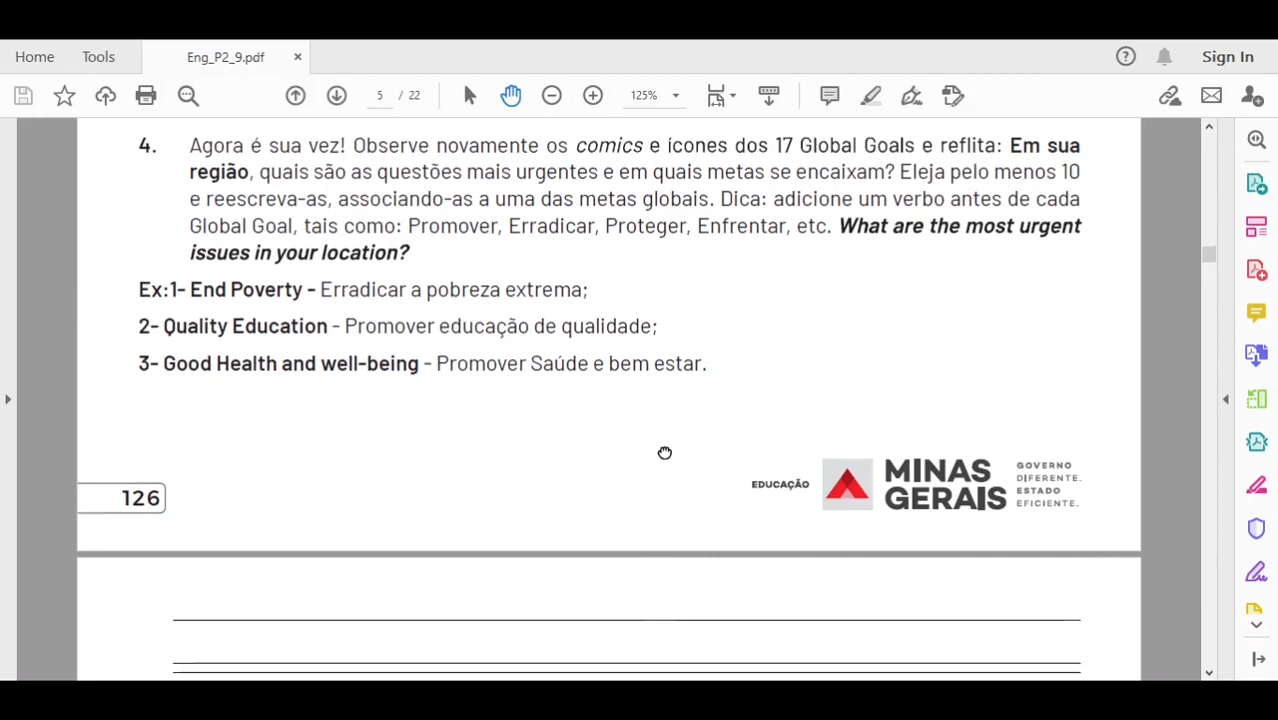 Home
Tools
Eng_P2_9.pdf
×
Sign In
5 / 22
125%
4. Agora é sua vez! Observe novamente os comics e ícones dos 17 Global Goals e reflita: Em sua
região, quais são as questões mais urgentes e em quais metas se encaixam? Eleja pelo menos 10
e reescreva-as, associando-as a uma das metas globais. Dica: adicione um verbo antes de cada
Global Goal, tais como: Promover, Erradicar, Proteger, Enfrentar, etc. What are the most urgent
issues in your location?
Ex:1- End Poverty - Erradicar a pobreza extrema;
2- Quality Education - Promover educação de qualidade;
3- Good Health and well-being - Promover Saúde e bem estar.
126
EDUCAÇÃO
MINAS
GERAIS
GOVERNO
DIFERENTE.
ESTADO
EFICIENTE.